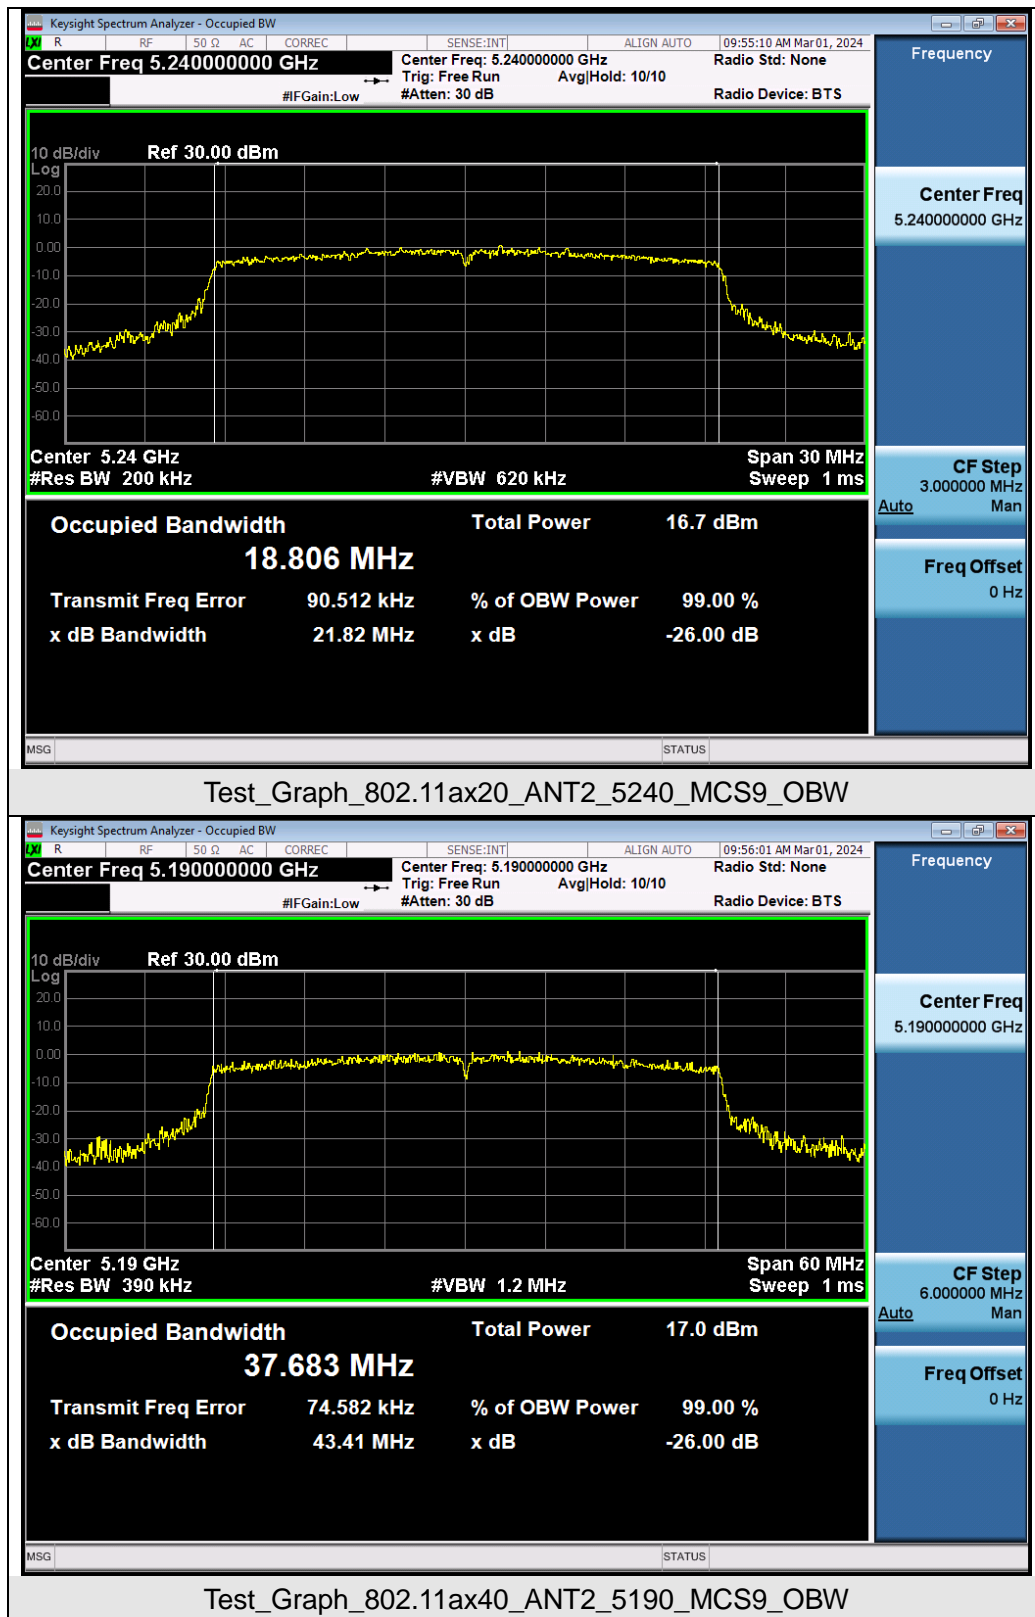 Keysight Spectrum Analyzer - Occupied BW
LXI R RF 50 Ω AC CORREC SENSE:INT ALIGN AUTO 09:55:10 AM Mar 01, 2024
Center Freq 5.240000000 GHz
Center Freq: 5.240000000 GHz
Radio Std: None
Trig: Free Run Avg|Hold: 10/10
#IFGain:Low
#Atten: 30 dB
Radio Device: BTS
Frequency
10 dB/div Ref 30.00 dBm
Log
20.0
10.0
0.00
-10.0
-20.0
-30.0
-40.0
-50.0
-60.0
Center Freq
5.240000000 GHz
Center 5.24 GHz Span 30 MHz
#Res BW 200 kHz #VBW 620 kHz Sweep 1 ms
CF Step
3.000000 MHz
Auto Man
Freq Offset
0 Hz
Occupied Bandwidth Total Power 16.7 dBm
18.806 MHz
Transmit Freq Error 90.512 kHz % of OBW Power 99.00 %
x dB Bandwidth 21.82 MHz x dB -26.00 dB
MSG STATUS
Test_Graph_802.11ax20_ANT2_5240_MCS9_OBW
Keysight Spectrum Analyzer - Occupied BW
LXI R RF 50 Ω AC CORREC SENSE:INT ALIGN AUTO 09:56:01 AM Mar 01, 2024
Center Freq 5.190000000 GHz
Center Freq: 5.190000000 GHz
Radio Std: None
Trig: Free Run Avg|Hold: 10/10
#IFGain:Low
#Atten: 30 dB
Radio Device: BTS
Frequency
10 dB/div Ref 30.00 dBm
Log
20.0
10.0
0.00
-10.0
-20.0
-30.0
-40.0
-50.0
-60.0
Center Freq
5.190000000 GHz
Center 5.19 GHz Span 60 MHz
#Res BW 390 kHz #VBW 1.2 MHz Sweep 1 ms
CF Step
6.000000 MHz
Auto Man
Freq Offset
0 Hz
Occupied Bandwidth Total Power 17.0 dBm
37.683 MHz
Transmit Freq Error 74.582 kHz % of OBW Power 99.00 %
x dB Bandwidth 43.41 MHz x dB -26.00 dB
MSG STATUS
Test_Graph_802.11ax40_ANT2_5190_MCS9_OBW